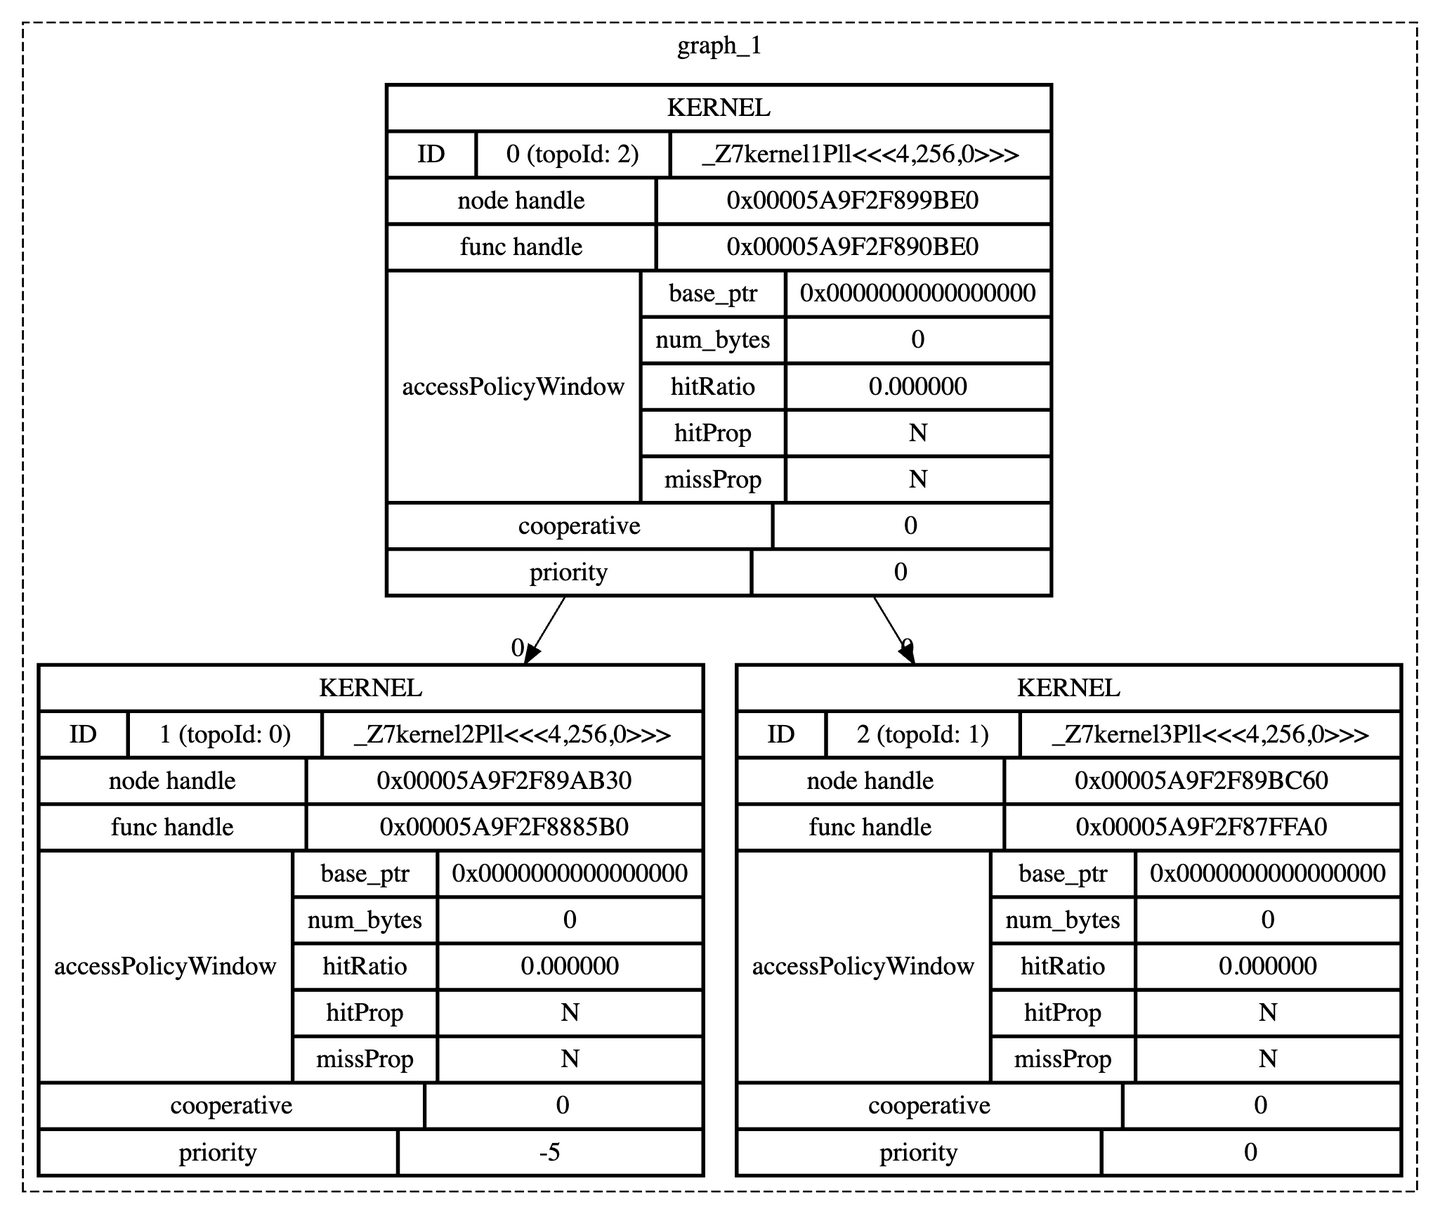 graph_1
KERNEL
ID 0 (topoId: 2) _Z7kernel1Pll<<<4,256,0>>>
node handle 0x00005A9F2F899BE0
func handle 0x00005A9F2F890BE0
accessPolicyWindow
base_ptr 0x0000000000000000
num_bytes 0
hitRatio 0.000000
hitProp N
missProp N
cooperative 0
priority 0
0
0
KERNEL
ID 1 (topoId: 0) _Z7kernel2Pll<<<4,256,0>>>
node handle 0x00005A9F2F89AB30
func handle 0x00005A9F2F8885B0
accessPolicyWindow
base_ptr 0x0000000000000000
num_bytes 0
hitRatio 0.000000
hitProp N
missProp N
cooperative 0
priority -5
KERNEL
ID 2 (topoId: 1) _Z7kernel3Pll<<<4,256,0>>>
node handle 0x00005A9F2F89BC60
func handle 0x00005A9F2F87FFA0
accessPolicyWindow
base_ptr 0x0000000000000000
num_bytes 0
hitRatio 0.000000
hitProp N
missProp N
cooperative 0
priority 0